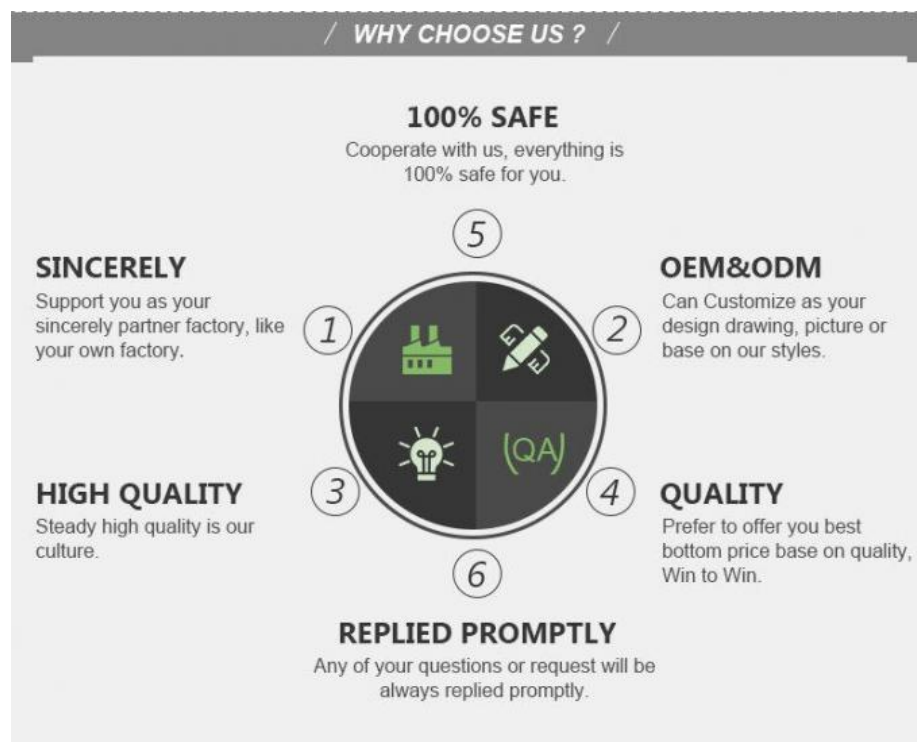 / WHY CHOOSE US ? /
100% SAFE
Cooperate with us, everything is
100% safe for you.
5
SINCERELY
Support you as your
sincerely partner factory, like
your own factory.
1
OEM&ODM
Can Customize as your
design drawing, picture or
base on our styles.
2
(QA)
HIGH QUALITY
Steady high quality is our
culture.
3
QUALITY
Prefer to offer you best
bottom price base on quality,
Win to Win.
4
6
REPLIED PROMPTLY
Any of your questions or request will be
always replied promptly.